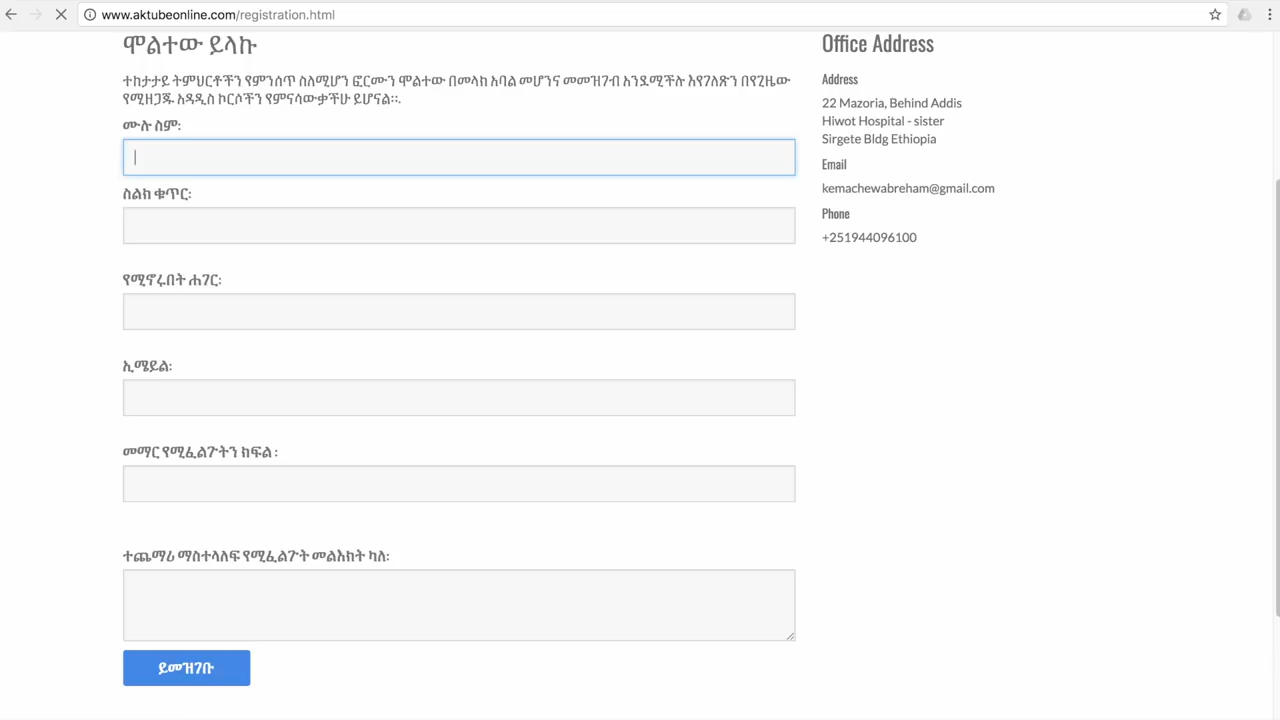 www.aktubeonline.com/registration.html
ሞልተው ይላኩ
ተከታታይ ትምህርቶችን የምንሰጥ ስለሚሆን ፎርሙን ሞልተው በመላክ አባል መሆንና መመዝገብ እንደሚችሉ እየገለጽን በየጊዜው
የሚዘጋጁ አዳዲስ ኮርሶችን የምናሳውቃችሁ ይሆናል።.
ሙሉ ስም:
ስልክ ቁጥር:
የሚኖሩበት ሐገር:
ኢሜይል:
መማር የሚፈልጉትን ክፍል :
ተጨማሪ ማስተላለፍ የሚፈልጉት መልእክት ካለ:
ይመዝገቡ
Office Address
Address
22 Mazoria, Behind Addis
Hiwot Hospital - sister
Sirgete Bldg Ethiopia
Email
kemachewabreham@gmail.com
Phone
+251944096100